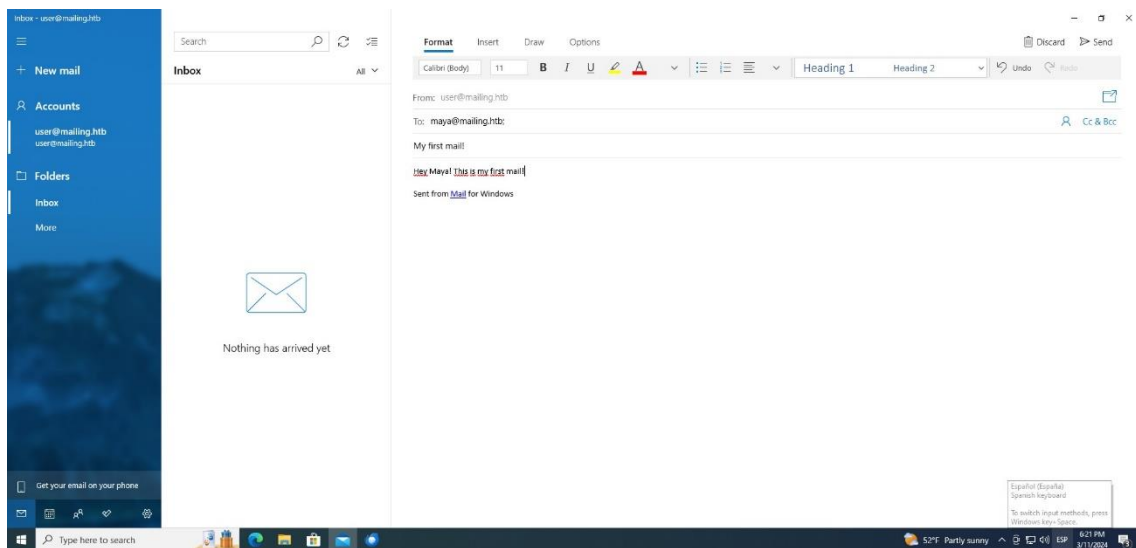 Inbox - user@mailing.htb
New mail
Accounts
user@mailing.htb
user@mailing.htb
Folders
Inbox
More
Get your email on your phone
Search
Inbox
All
Nothing has arrived yet
Format Insert Draw Options
Discard Send
Calibri (Body) 11 B I U A Heading 1 Heading 2 Undo Redo
From: user@mailing.htb
To: maya@mailing.htb;
Cc & Bcc
My first mail!
Hey Maya! This is my first mail!
Sent from Mail for Windows
Español (España)
Spanish keyboard
To switch input methods, press
Windows key+Space.
Type here to search
52°F Partly sunny
ESP
6:21 PM
3/11/2024